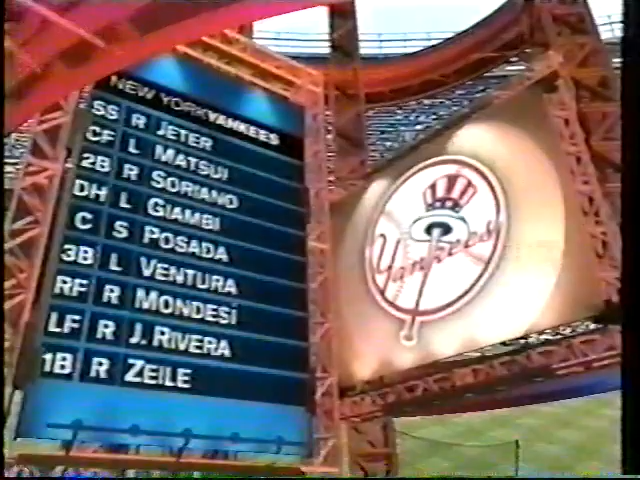 NEW YORK YANKEES
SS R JETER
CF L MATSUI
2B R SORIANO
DH L GIAMBI
C S POSADA
3B L VENTURA
RF R MONDESÍ
LF R J. RIVERA
1B R ZEILE
Yankees